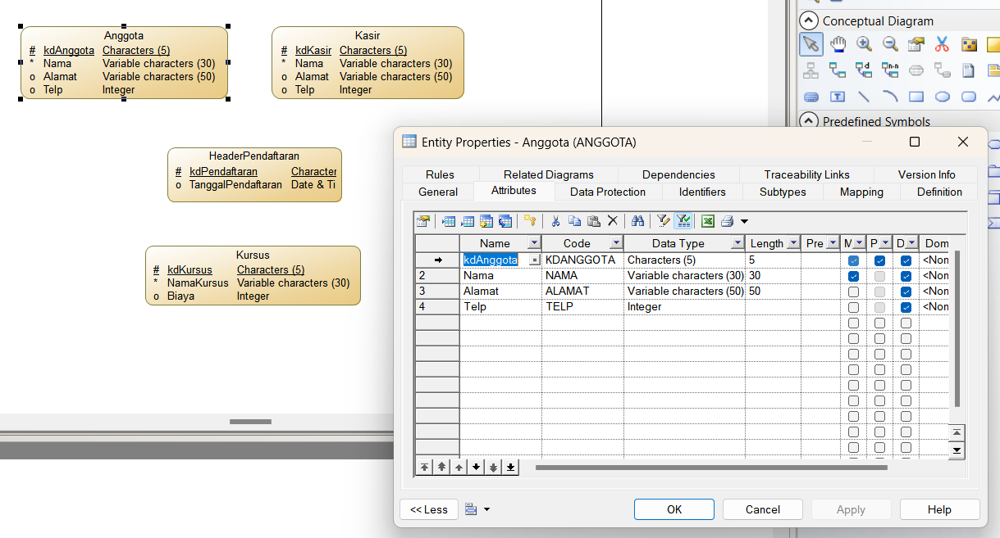 Anggota
# kdAnggota Characters (5)
* Nama Variable characters (30)
o Alamat Variable characters (50)
o Telp Integer
Kasir
# kdKasir Characters (5)
* Nama Variable characters (30)
o Alamat Variable characters (50)
o Telp Integer
HeaderPendaftaran
# kdPendaftaran Character
o TanggalPendaftaran Date & Ti
Kursus
# kdKursus Characters (5)
* NamaKursus Variable characters (30)
o Biaya Integer
Conceptual Diagram
Predefined Symbols
Entity Properties - Anggota (ANGGOTA)
Rules Related Diagrams Dependencies Traceability Links Version Info
General Attributes Data Protection Identifiers Subtypes Mapping Definition
Name Code Data Type Length Pre M P D Dom
kdAnggota = KDANGGOTA Characters (5) 5 <Non
2 Nama NAMA Variable characters (30) 30 <Non
3 Alamat ALAMAT Variable characters (50) 50 <Non
4 Telp TELP Integer <Non
<< Less OK Cancel Apply Help